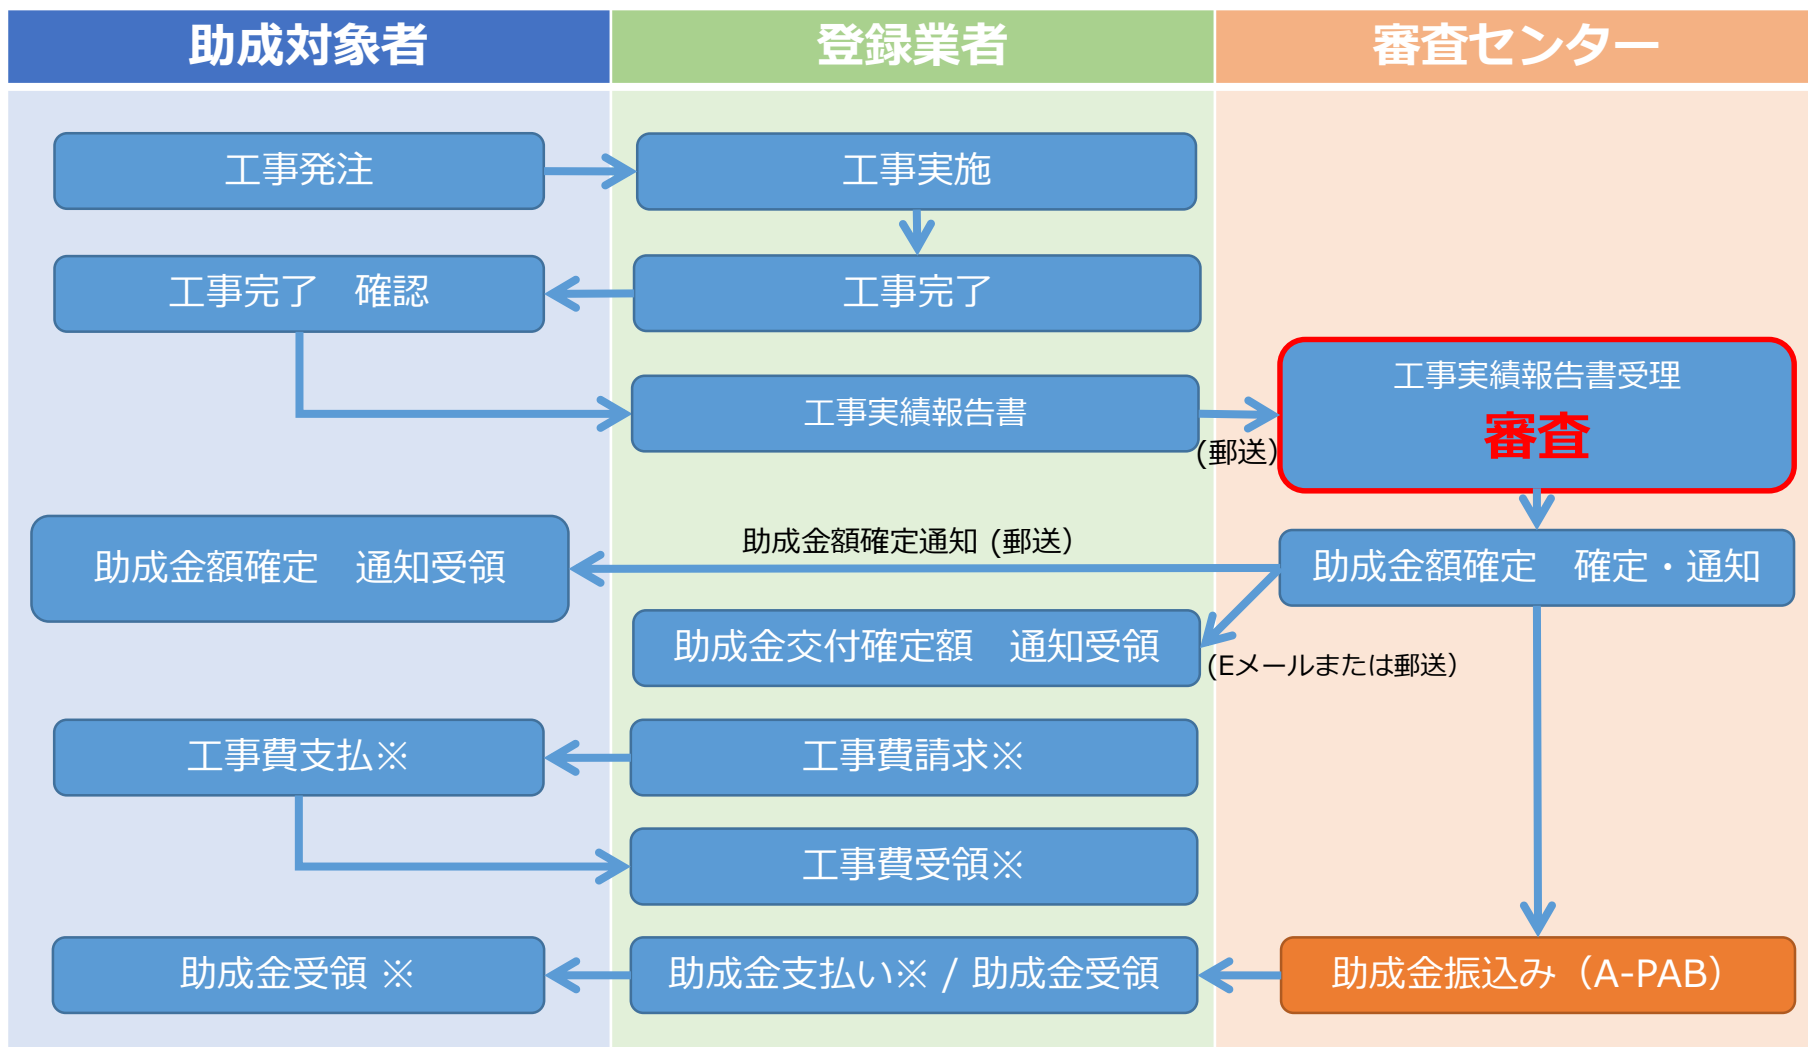 助成対象者
登録業者
審査センター
工事発注
工事実施
工事完了　確認
工事完了
工事実績報告書
(郵送）
工事実績報告書受理
審査
助成金額確定　通知受領
助成金額確定通知 (郵送）
助成金額確定　確定・通知
助成金交付確定額　通知受領
(Eメールまたは郵送）
工事費支払※
工事費請求※
工事費受領※
助成金受領 ※
助成金支払い※ / 助成金受領
助成金振込み（A-PAB）